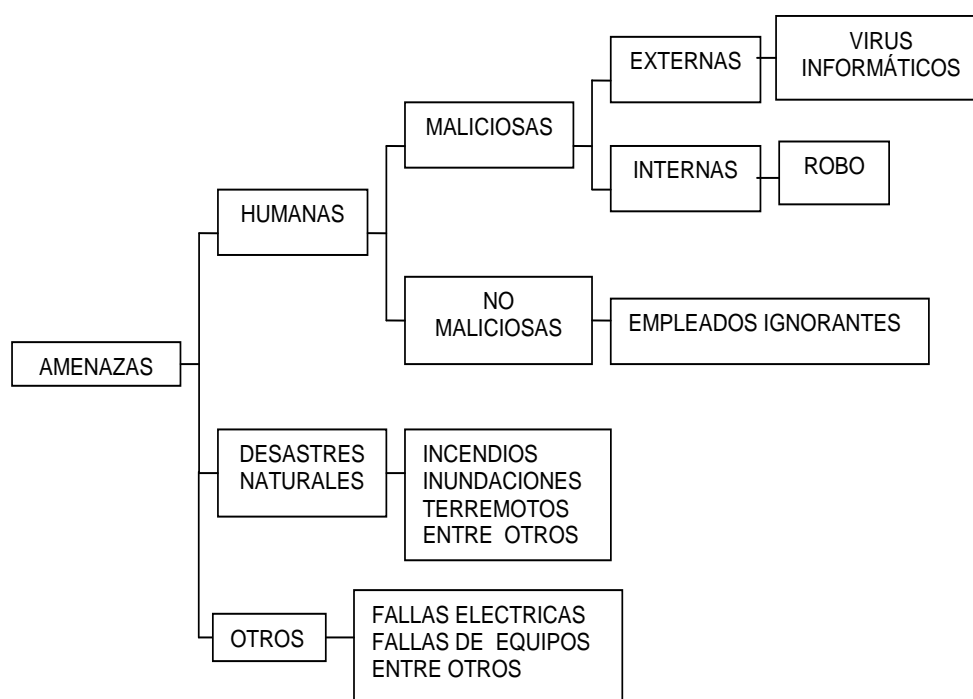 AMENAZAS
HUMANAS
MALICIOSAS
EXTERNAS
VIRUS
INFORMÁTICOS
INTERNAS
ROBO
NO
MALICIOSAS
EMPLEADOS IGNORANTES
DESASTRES
NATURALES
INCENDIOS
INUNDACIONES
TERREMOTOS
ENTRE OTROS
OTROS
FALLAS ELECTRICAS
FALLAS DE EQUIPOS
ENTRE OTROS